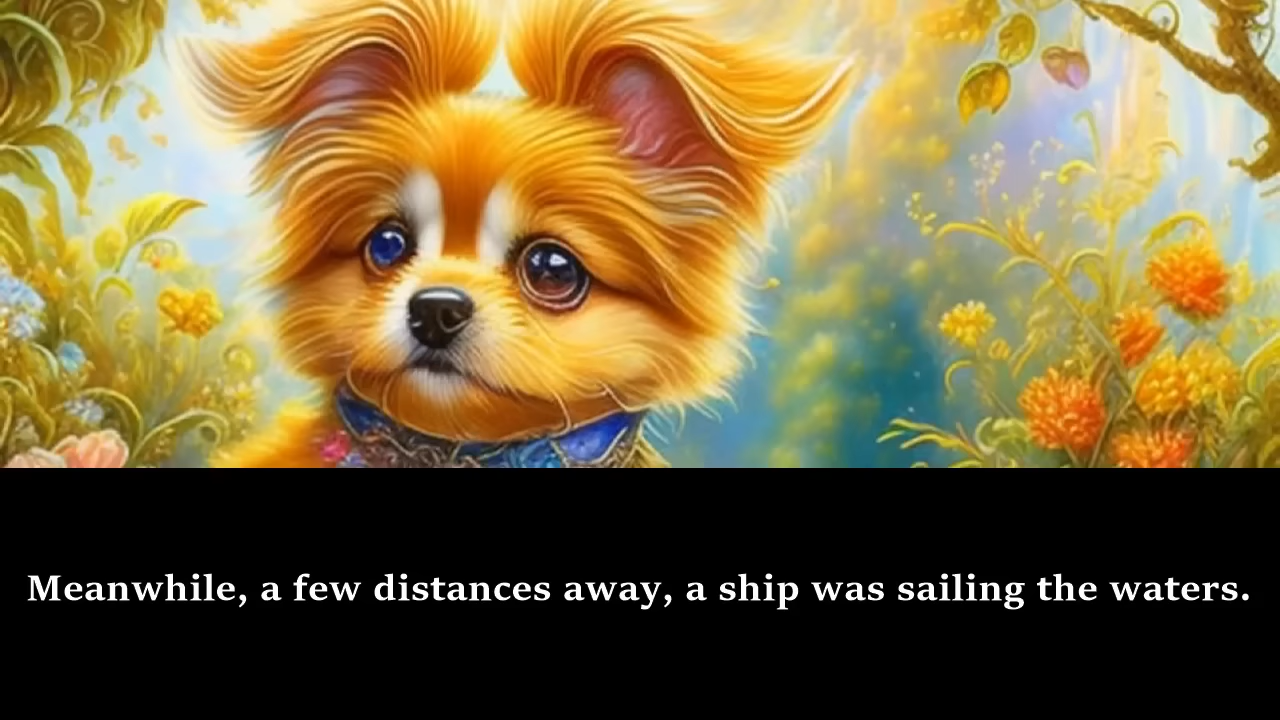 Meanwhile, a few distances away, a ship was sailing the waters.